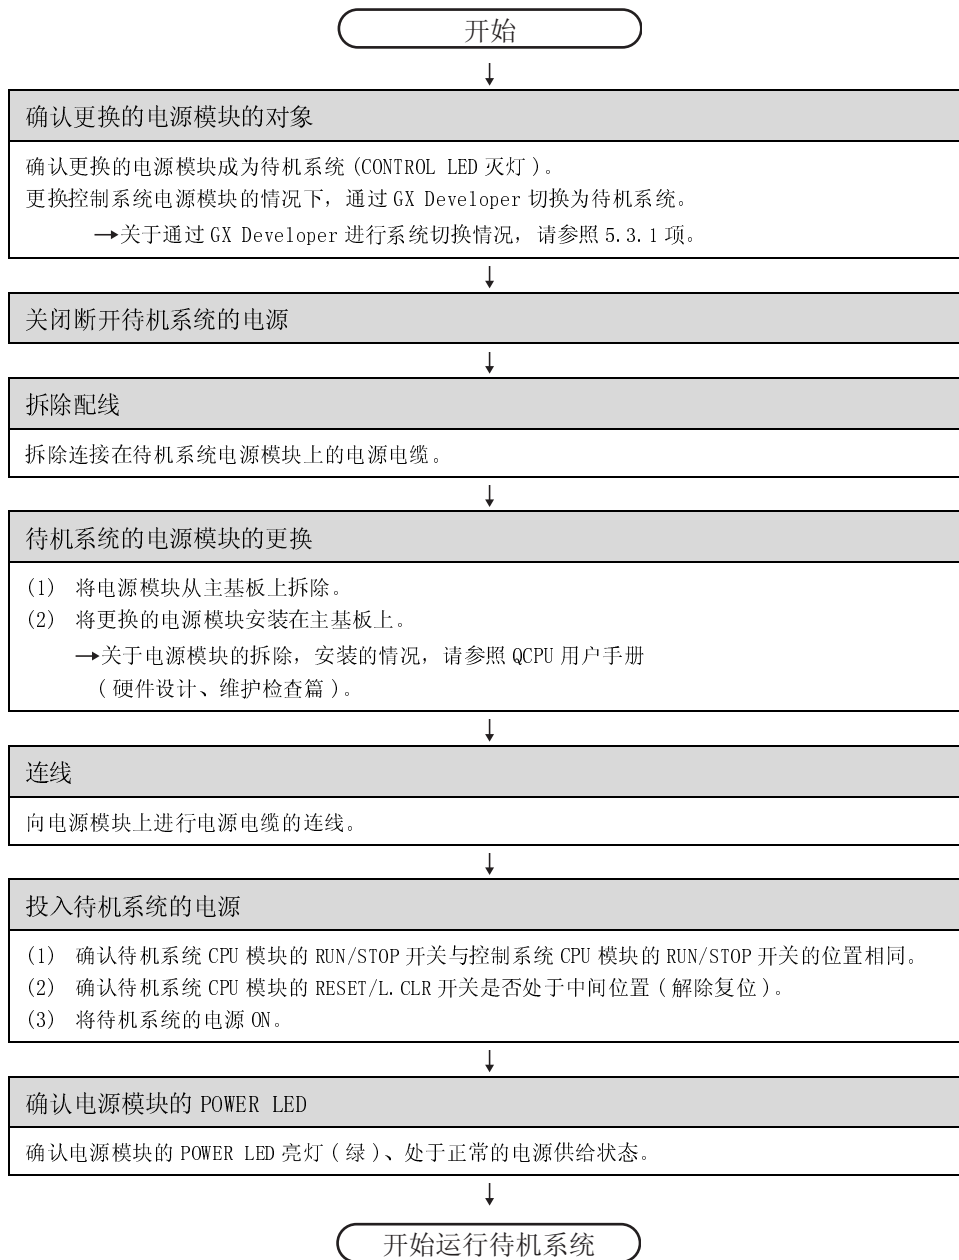 开始
确认更换的电源模块的对象
确认更换的电源模块成为待机系统 (CONTROL LED 灭灯 )。
更换控制系统电源模块的情况下，通过 GX Developer 切换为待机系统。
→关于通过 GX Developer 进行系统切换情况，请参照 5.3.1 项。
关闭断开待机系统的电源
拆除配线
拆除连接在待机系统电源模块上的电源电缆。
待机系统的电源模块的更换
(1) 将电源模块从主基板上拆除。
(2) 将更换的电源模块安装在主基板上。
→关于电源模块的拆除，安装的情况，请参照 QCPU 用户手册
( 硬件设计、维护检查篇 )。
连线
向电源模块上进行电源电缆的连线。
投入待机系统的电源
(1) 确认待机系统 CPU 模块的 RUN/STOP 开关与控制系统 CPU 模块的 RUN/STOP 开关的位置相同。
(2) 确认待机系统 CPU 模块的 RESET/L.CLR 开关是否处于中间位置 ( 解除复位 )。
(3) 将待机系统的电源 ON。
确认电源模块的 POWER LED
确认电源模块的 POWER LED 亮灯 ( 绿 )、处于正常的电源供给状态。
开始运行待机系统